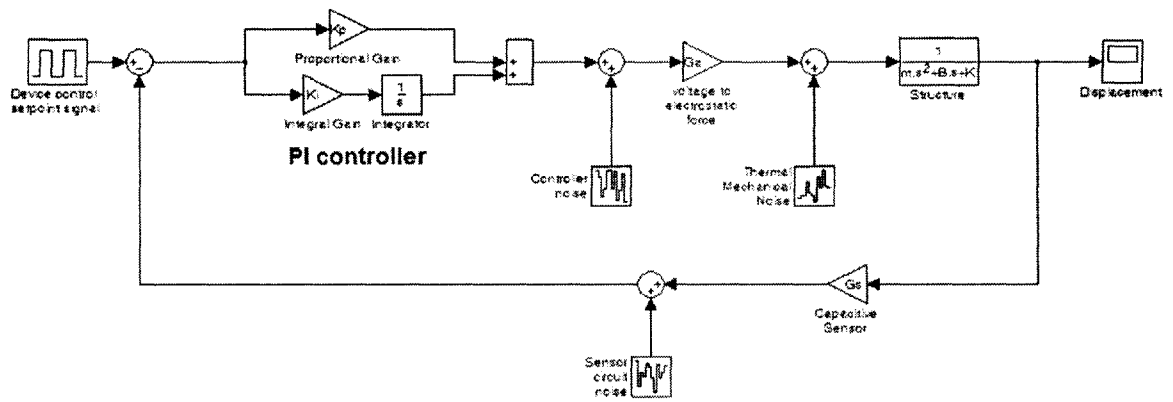 Device control
setpoint signal
Kp
Proportional Gain
Ki
Integral Gain
1
s
Integrator
PI controller
Controller
noise
Ge
voltage to
electrostatic
force
Thermal
Mechanical
Noise
1
m.s²+B.s+K
Structure
Displacement
Gs
Capacitive
Sensor
Sensor
circuit
noise